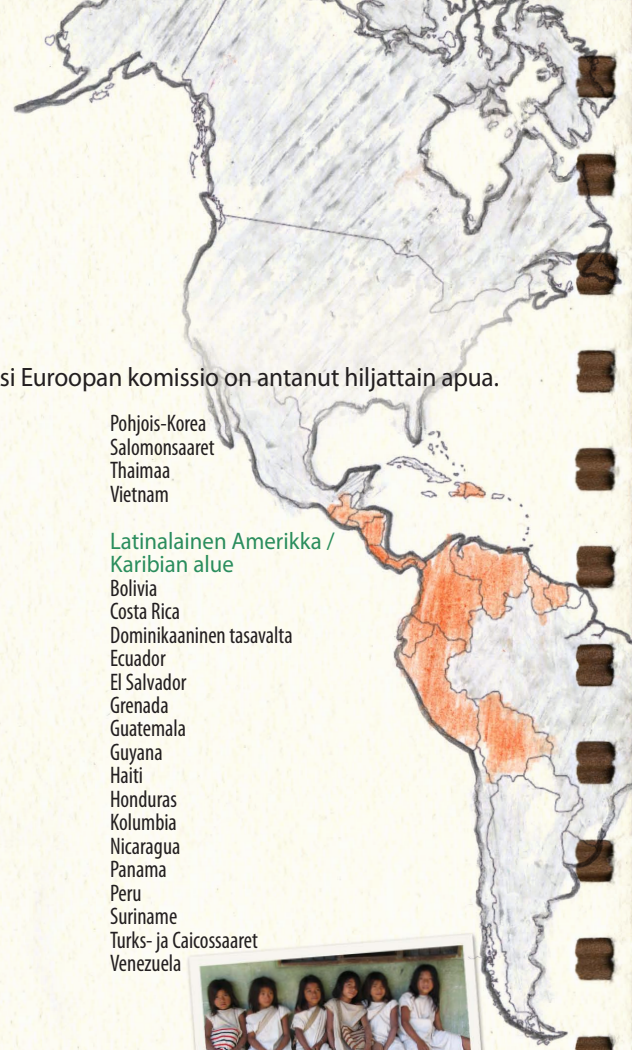 si Euroopan komissio on antanut hiljattain apua.
Pohjois-Korea
Salomonsaaret
Thaimaa
Vietnam
Latinalainen Amerikka /
Karibian alue
Bolivia
Costa Rica
Dominikaaninen tasavalta
Ecuador
El Salvador
Grenada
Guatemala
Guyana
Haiti
Honduras
Kolumbia
Nicaragua
Panama
Peru
Suriname
Turks- ja Caicossaaret
Venezuela